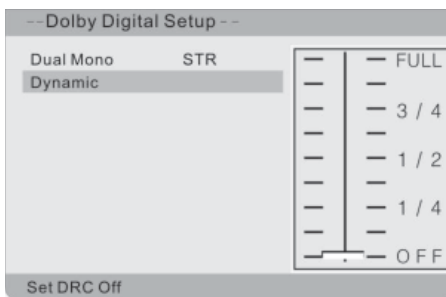 --Dolby Digital Setup--
Dual Mono STR
Dynamic
FULL
3 / 4
1 / 2
1 / 4
OFF
Set DRC Off